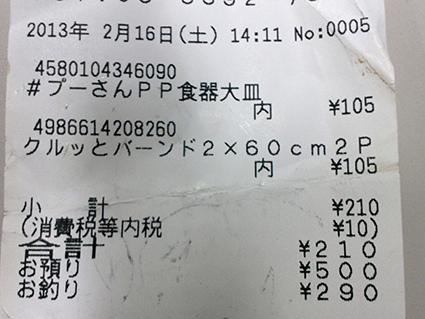 2013年 2月16日(土) 14:11 No:0005
4580104346090
#プーさんPP食器大皿
内 ¥105
4986614208260
クルッとバーンド2×60cm2P
内 ¥105
小 計 ¥210
(消費税等内税 ¥10)
合計 ¥210
お預り ¥500
お釣り ¥290